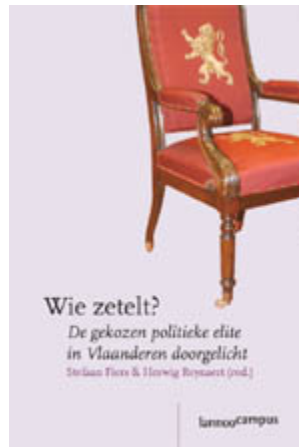 Wie zetelt?
De gekozen politieke elite
in Vlaanderen doorgelicht
Stefaan Fiers & Herwig Reynaert (red.)
lannoocampus